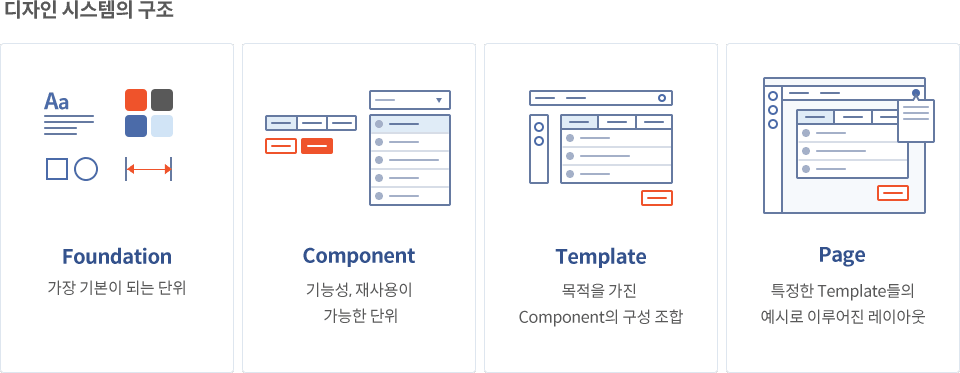 디자인 시스템의 구조
Aa
Foundation
가장 기본이 되는 단위
Component
기능성, 재사용이
가능한 단위
Template
목적을 가진
Component의 구성 조합
Page
특정한 Template들의
예시로 이루어진 레이아웃